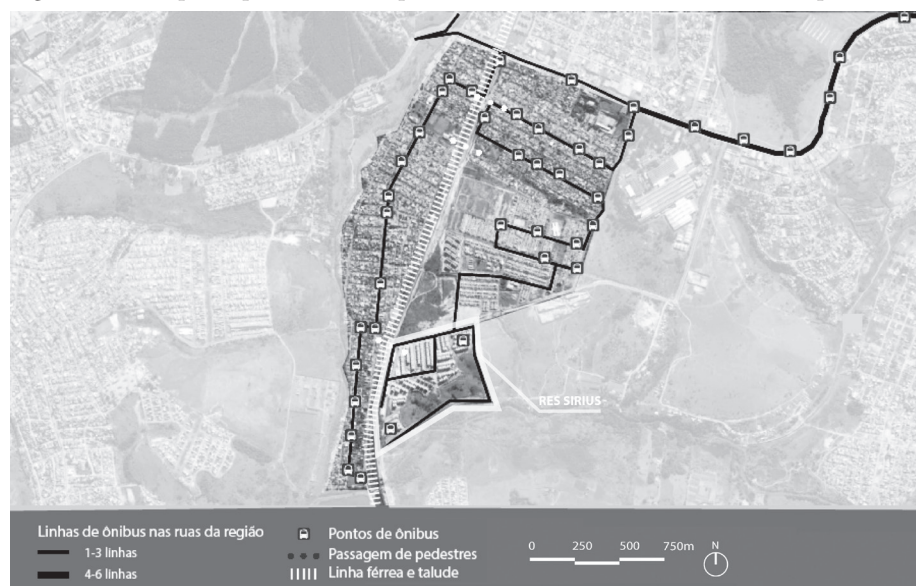 RES SIRIUS
Linhas de ônibus nas ruas da região
1-3 linhas
4-6 linhas
Pontos de ônibus
Passagem de pedestres
Linha férrea e talude
0 250 500 750m
N